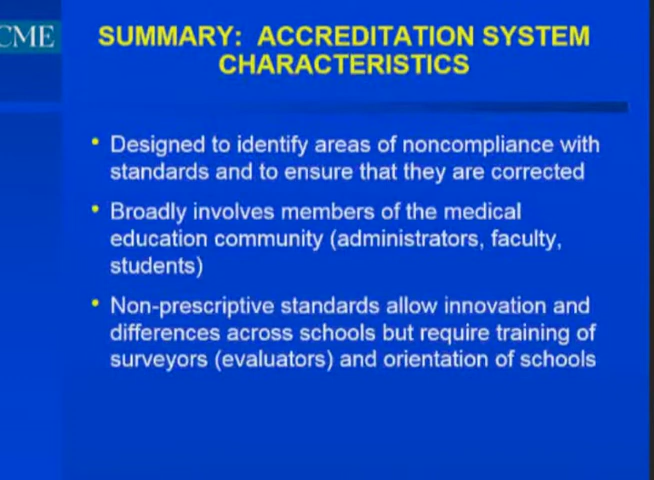 CME
SUMMARY: ACCREDITATION SYSTEM
CHARACTERISTICS
• Designed to identify areas of noncompliance with
standards and to ensure that they are corrected
• Broadly involves members of the medical
education community (administrators, faculty,
students)
• Non-prescriptive standards allow innovation and
differences across schools but require training of
surveyors (evaluators) and orientation of schools